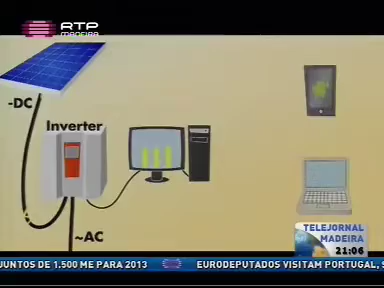 RTP
madeira
-DC
Inverter
~AC
TELEJORNAL
MADEIRA
21:06
JUNTOS DE 1,500 ME PARA 2013
EURODEPUTADOS VISITAM PORTUGAL, S